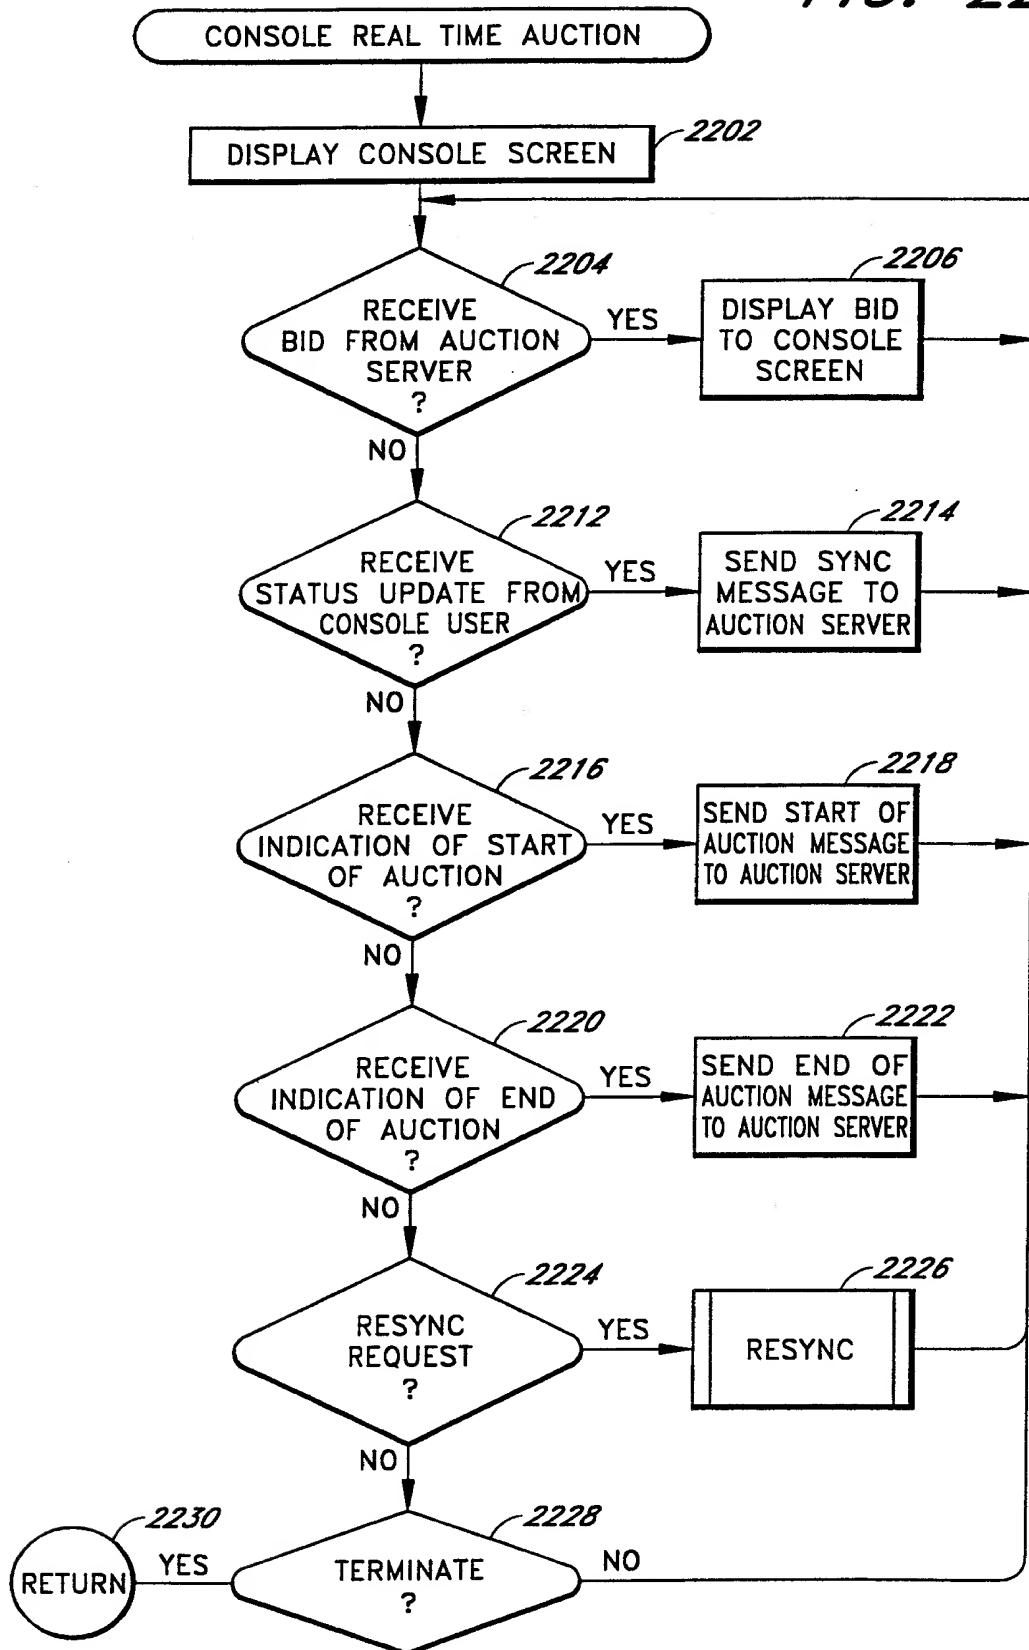 FIG. 22
CONSOLE REAL TIME AUCTION
2202
DISPLAY CONSOLE SCREEN
2204
RECEIVE
BID FROM AUCTION
SERVER
?
YES
2206
DISPLAY BID
TO CONSOLE
SCREEN
NO
2212
RECEIVE
STATUS UPDATE FROM
CONSOLE USER
?
YES
2214
SEND SYNC
MESSAGE TO
AUCTION SERVER
NO
2216
RECEIVE
INDICATION OF START
OF AUCTION
?
YES
2218
SEND START OF
AUCTION MESSAGE
TO AUCTION SERVER
NO
2220
RECEIVE
INDICATION OF END
OF AUCTION
?
YES
2222
SEND END OF
AUCTION MESSAGE
TO AUCTION SERVER
NO
2224
RESYNC
REQUEST
?
YES
2226
RESYNC
NO
2228
TERMINATE
?
NO
YES
2230
RETURN